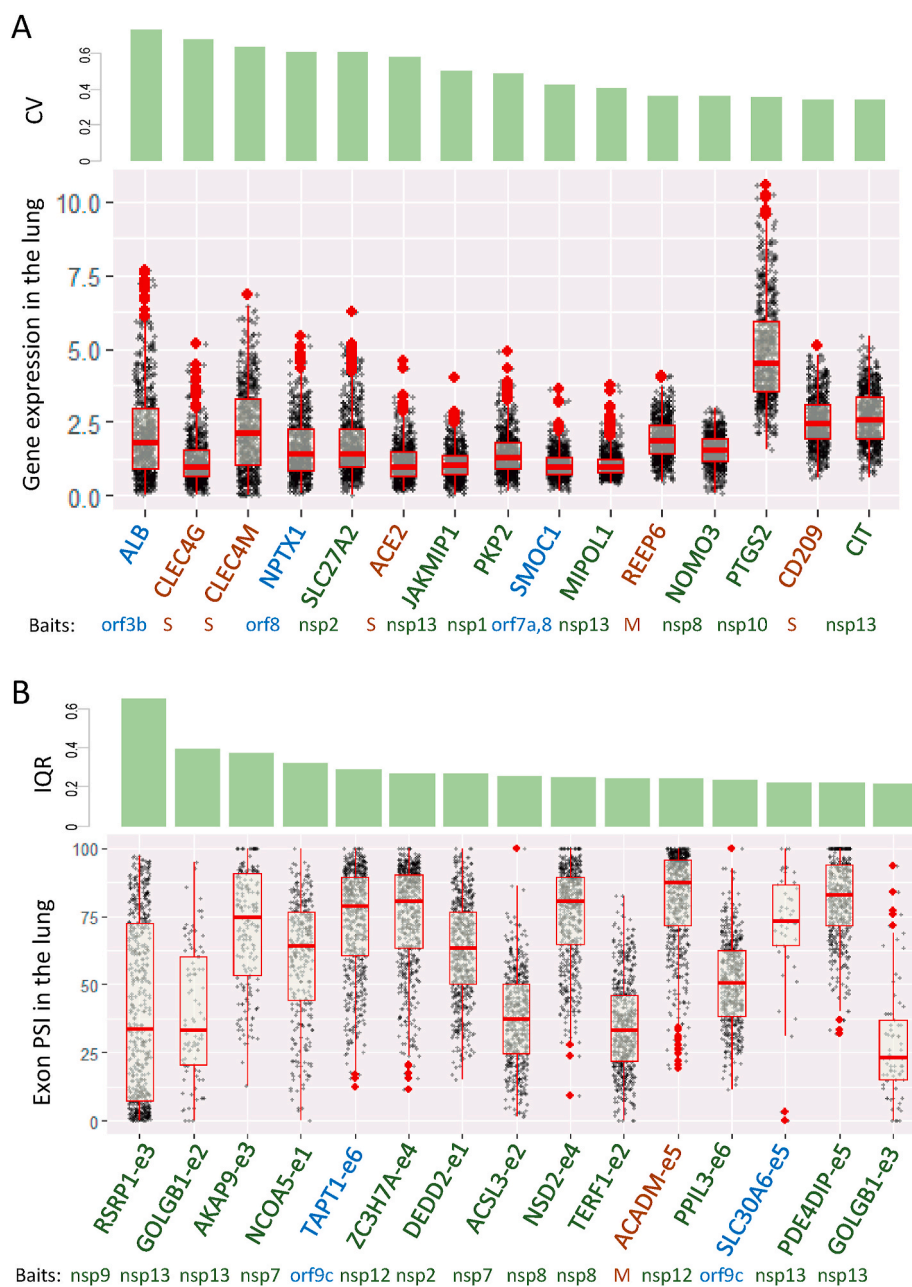 A
CV
0 0.2 0.4 0.6
Gene expression in the lung
10.0
7.5
5.0
2.5
0.0
ALB CLEC4G CLEC4M NPTX1 SLC27A2 ACE2 JAKMIP1 PKP2 SMOC1 MIPOL1 REEP6 NOMO3 PTGS2 CD209 CIT
Baits: orf3b S S orf8 nsp2 S nsp13 nsp1 orf7a,8 nsp13 M nsp8 nsp10 S nsp13
B
IQR
0 0.2 0.4 0.6
Exon PSI in the lung
100
75
50
25
0
RSRP1-e3 GOLGB1-e2 AKAP9-e3 NCOA5-e1 TAPT1-e6 ZC3H7A-e4 DEDD2-e1 ACSL3-e2 NSD2-e4 TERF1-e2 ACADM-e5 PPIL3-e6 SLC30A6-e5 PDE4DIP-e5 GOLGB1-e3
Baits: nsp9 nsp13 nsp13 nsp7 orf9c nsp12 nsp2 nsp7 nsp8 nsp8 M nsp12 orf9c nsp13 nsp13